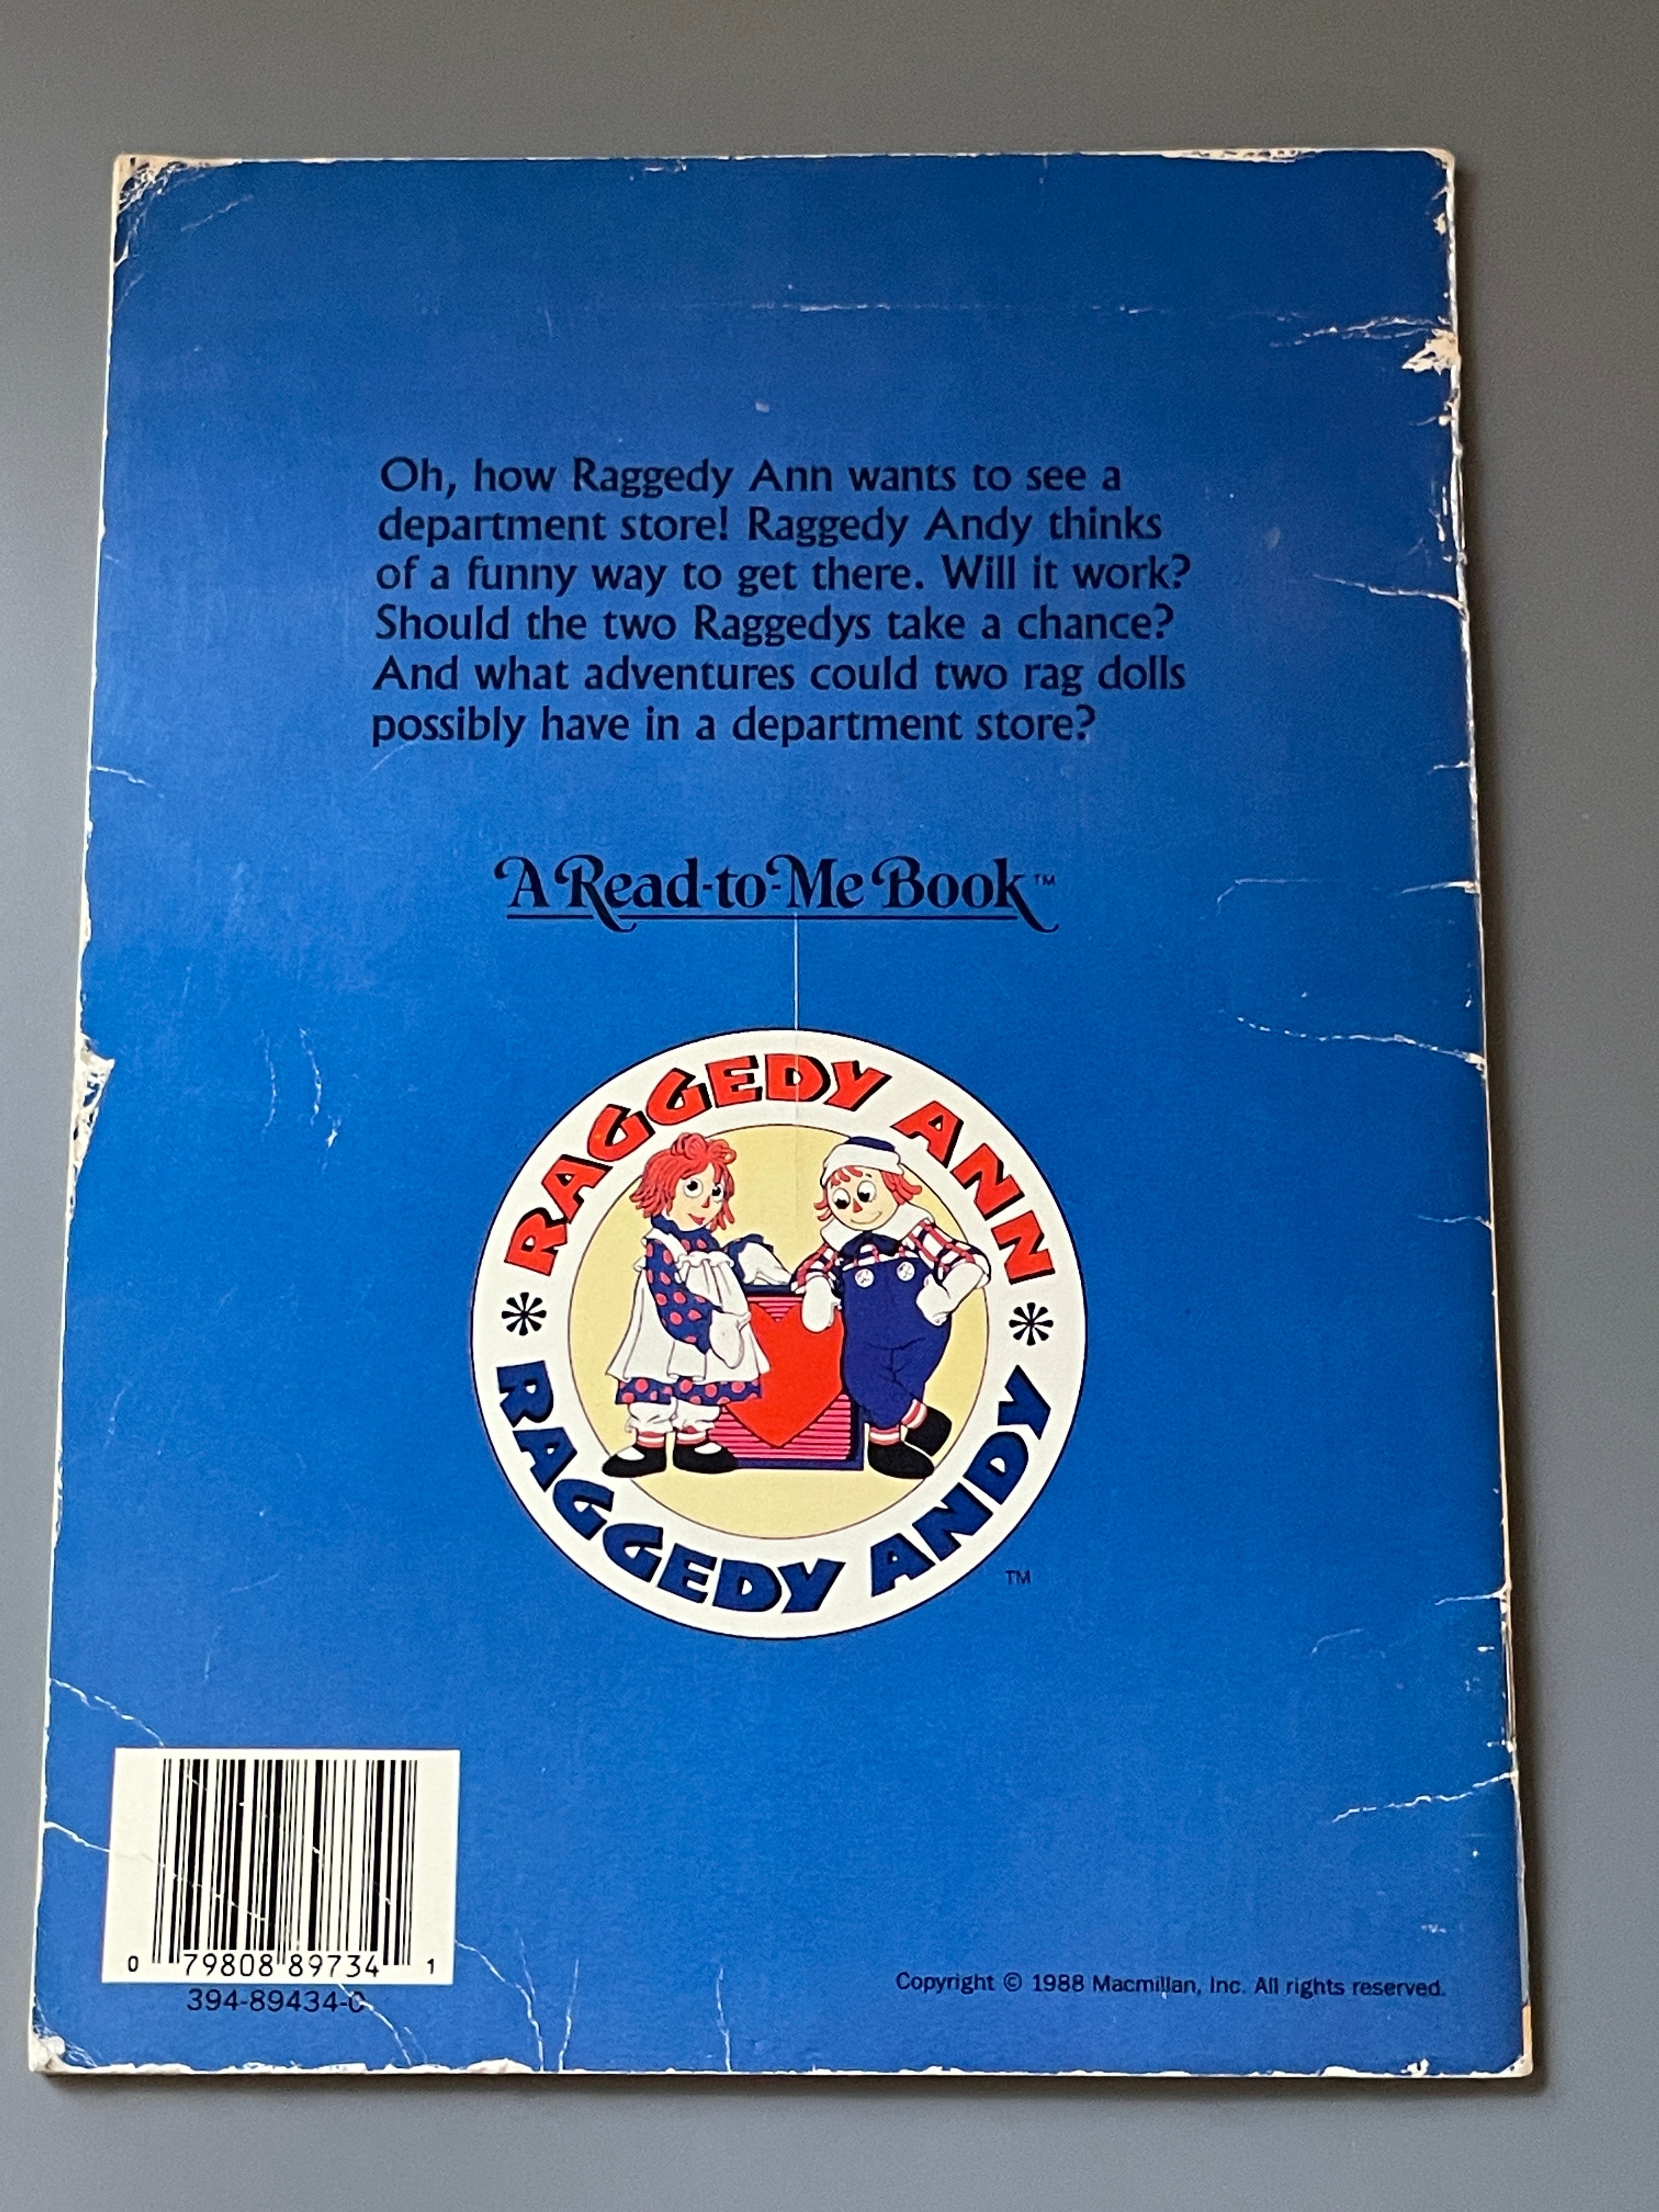 Oh, how Raggedy Ann wants to see a
department store! Raggedy Andy thinks
of a funny way to get there. Will it work?
Should the two Raggedys take a chance?
And what adventures could two rag dolls
possibly have in a department store?
A Read-to-Me Book™
RAGGEDY ANN
RAGGEDY ANDY
™
0 79808 89734 1
394-89434-0
Copyright © 1988 Macmillan, Inc. All rights reserved.